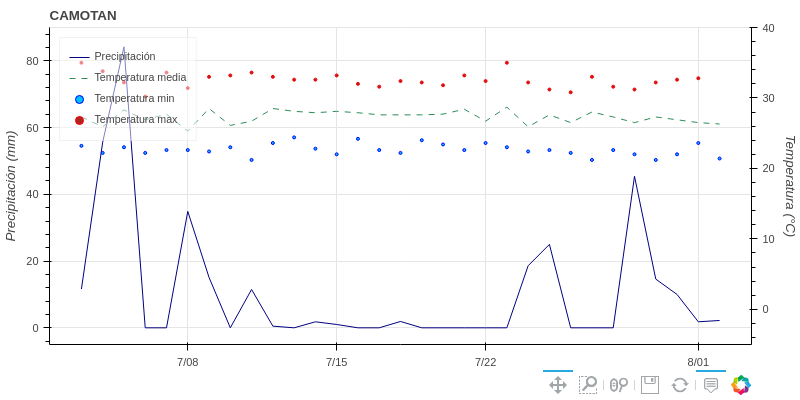 CAMOTAN
Precipitación
Temperatura media
Temperatura min
Temperatura max
Precipitación (mm)
80
60
40
20
0
Temperatura (°C)
40
30
20
10
0
7/08
7/15
7/22
8/01